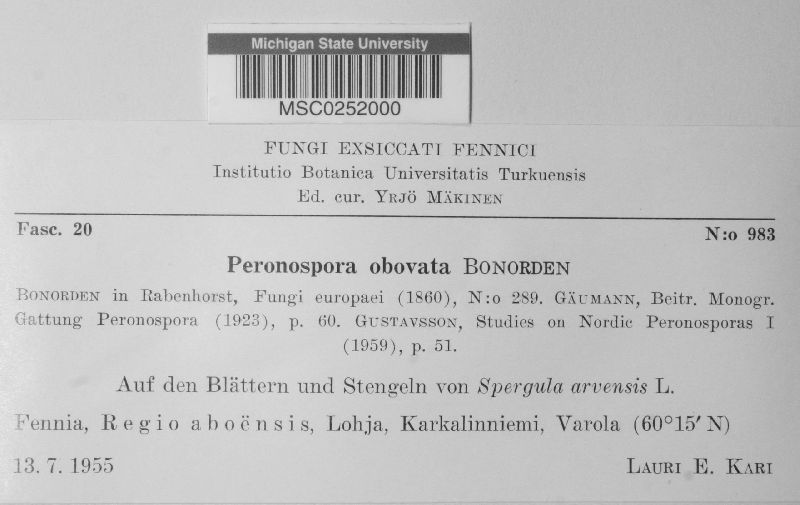 Michigan State University
MSC0252000
FUNGI EXSICCATI FENNICI
Institutio Botanica Universitatis Turkuensis
Ed. cur. YRJÖ MÄKINEN
Fasc. 20 N:o 983
Peronospora obovata BONORDEN
BONORDEN in Rabenhorst, Fungi europaei (1860), N:o 289. GÄUMANN, Beitr. Monogr.
Gattung Peronospora (1923), p. 60. GUSTAVSSON, Studies on Nordic Peronosporas I
(1959), p. 51.
Auf den Blättern und Stengeln von Spergula arvensis L.
Fennia, Regio aboënsis, Lohja, Karkalinniemi, Varola (60°15′ N)
13. 7. 1955 LAURI E. KARI